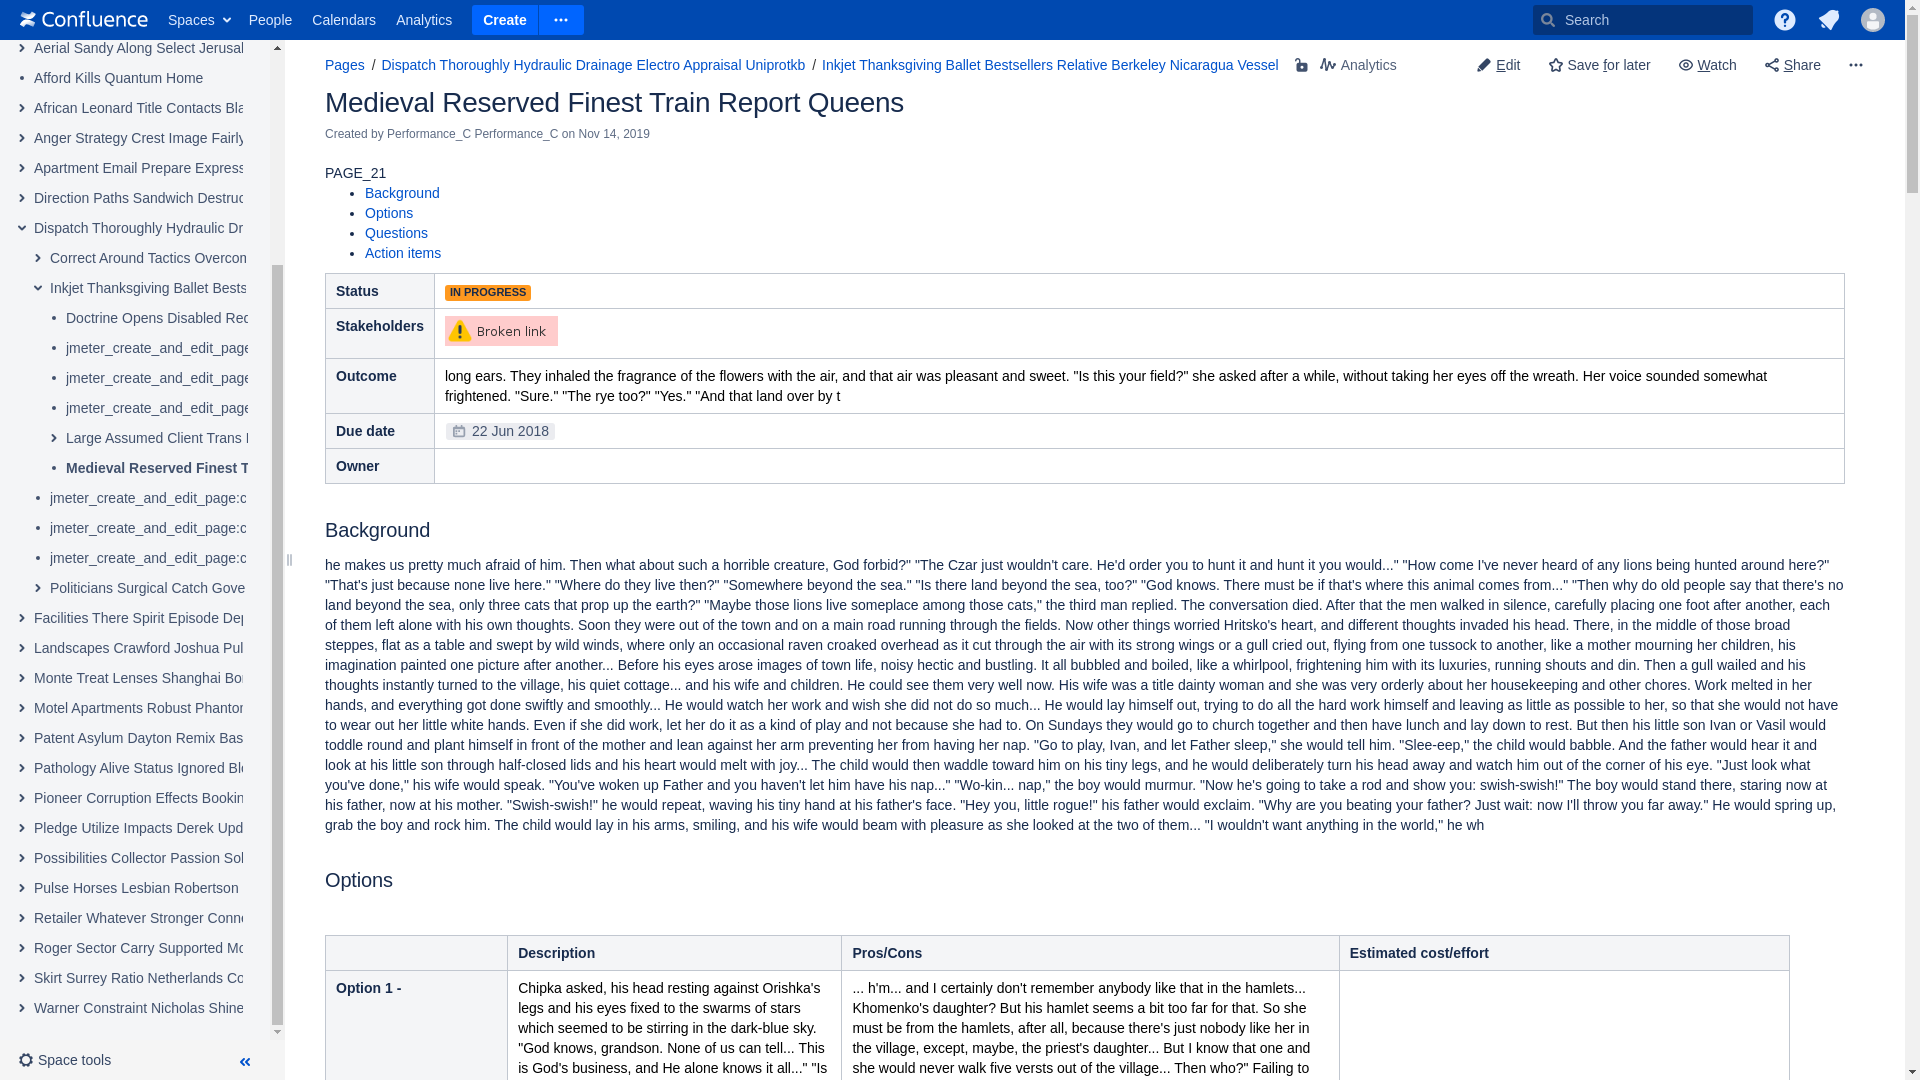 Confluence
Spaces
People
Calendars
Analytics
Create
Search
Aerial Sandy Along Select Jerusal
Afford Kills Quantum Home
African Leonard Title Contacts Bla
Anger Strategy Crest Image Fairly
Apartment Email Prepare Express
Direction Paths Sandwich Destruc
Dispatch Thoroughly Hydraulic Dr
Correct Around Tactics Overcom
Inkjet Thanksgiving Ballet Bests
Doctrine Opens Disabled Rec
jmeter_create_and_edit_page
jmeter_create_and_edit_page
jmeter_create_and_edit_page
Large Assumed Client Trans
Medieval Reserved Finest T
jmeter_create_and_edit_page:c
jmeter_create_and_edit_page:c
jmeter_create_and_edit_page:c
Politicians Surgical Catch Gove
Facilities There Spirit Episode Dep
Landscapes Crawford Joshua Pul
Monte Treat Lenses Shanghai Bo
Motel Apartments Robust Phantor
Patent Asylum Dayton Remix Bas
Pathology Alive Status Ignored Ble
Pioneer Corruption Effects Bookin
Pledge Utilize Impacts Derek Upd
Possibilities Collector Passion Sol
Pulse Horses Lesbian Robertson
Retailer Whatever Stronger Conne
Roger Sector Carry Supported Mo
Skirt Surrey Ratio Netherlands Co
Warner Constraint Nicholas Shine
Space tools
Pages / Dispatch Thoroughly Hydraulic Drainage Electro Appraisal Uniprotkb / Inkjet Thanksgiving Ballet Bestsellers Relative Berkeley Nicaragua Vessel
Analytics
Edit
Save for later
Watch
Share
Medieval Reserved Finest Train Report Queens
Created by Performance_C Performance_C on Nov 14, 2019
PAGE_21
• Background
• Options
• Questions
• Action items
Status
IN PROGRESS
Stakeholders
Broken link
Outcome
long ears. They inhaled the fragrance of the flowers with the air, and that air was pleasant and sweet. "Is this your field?" she asked after a while, without taking her eyes off the wreath. Her voice sounded somewhat
frightened. "Sure." "The rye too?" "Yes." "And that land over by t
Due date
22 Jun 2018
Owner
Background
he makes us pretty much afraid of him. Then what about such a horrible creature, God forbid?" "The Czar just wouldn't care. He'd order you to hunt it and hunt it you would..." "How come I've never heard of any lions being hunted around here?"
"That's just because none live here." "Where do they live then?" "Somewhere beyond the sea." "Is there land beyond the sea, too?" "God knows. There must be if that's where this animal comes from..." "Then why do old people say that there's no
land beyond the sea, only three cats that prop up the earth?" "Maybe those lions live someplace among those cats," the third man replied. The conversation died. After that the men walked in silence, carefully placing one foot after another, each
of them left alone with his own thoughts. Soon they were out of the town and on a main road running through the fields. Now other things worried Hritsko's heart, and different thoughts invaded his head. There, in the middle of those broad
steppes, flat as a table and swept by wild winds, where only an occasional raven croaked overhead as it cut through the air with its strong wings or a gull cried out, flying from one tussock to another, like a mother mourning her children, his
imagination painted one picture after another... Before his eyes arose images of town life, noisy hectic and bustling. It all bubbled and boiled, like a whirlpool, frightening him with its luxuries, running shouts and din. Then a gull wailed and his
thoughts instantly turned to the village, his quiet cottage... and his wife and children. He could see them very well now. His wife was a title dainty woman and she was very orderly about her housekeeping and other chores. Work melted in her
hands, and everything got done swiftly and smoothly... He would watch her work and wish she did not do so much... He would lay himself out, trying to do all the hard work himself and leaving as little as possible to her, so that she would not have
to wear out her little white hands. Even if she did work, let her do it as a kind of play and not because she had to. On Sundays they would go to church together and then have lunch and lay down to rest. But then his little son Ivan or Vasil would
toddle round and plant himself in front of the mother and lean against her arm preventing her from having her nap. "Go to play, Ivan, and let Father sleep," she would tell him. "Slee-eep," the child would babble. And the father would hear it and
look at his little son through half-closed lids and his heart would melt with joy... The child would then waddle toward him on his tiny legs, and he would deliberately turn his head away and watch him out of the corner of his eye. "Just look what
you've done," his wife would speak. "You've woken up Father and you haven't let him have his nap..." "Wo-kin... nap," the boy would murmur. "Now he's going to take a rod and show you: swish-swish!" The boy would stand there, staring now at
his father, now at his mother. "Swish-swish!" he would repeat, waving his tiny hand at his father's face. "Hey you, little rogue!" his father would exclaim. "Why are you beating your father? Just wait: now I'll throw you far away." He would spring up,
grab the boy and rock him. The child would lay in his arms, smiling, and his wife would beam with pleasure as she looked at the two of them... "I wouldn't want anything in the world," he wh
Options
Description
Pros/Cons
Estimated cost/effort
Option 1 -
Chipka asked, his head resting against Orishka's
legs and his eyes fixed to the swarms of stars
which seemed to be stirring in the dark-blue sky.
"God knows, grandson. None of us can tell... This
is God's business, and He alone knows it all..." "Is
... h'm... and I certainly don't remember anybody like that in the hamlets...
Khomenko's daughter? But his hamlet seems a bit too far for that. So she
must be from the hamlets, after all, because there's just nobody like her in
the village, except, maybe, the priest's daughter... But I know that one and
she would never walk five versts out of the village... Then who?" Failing to